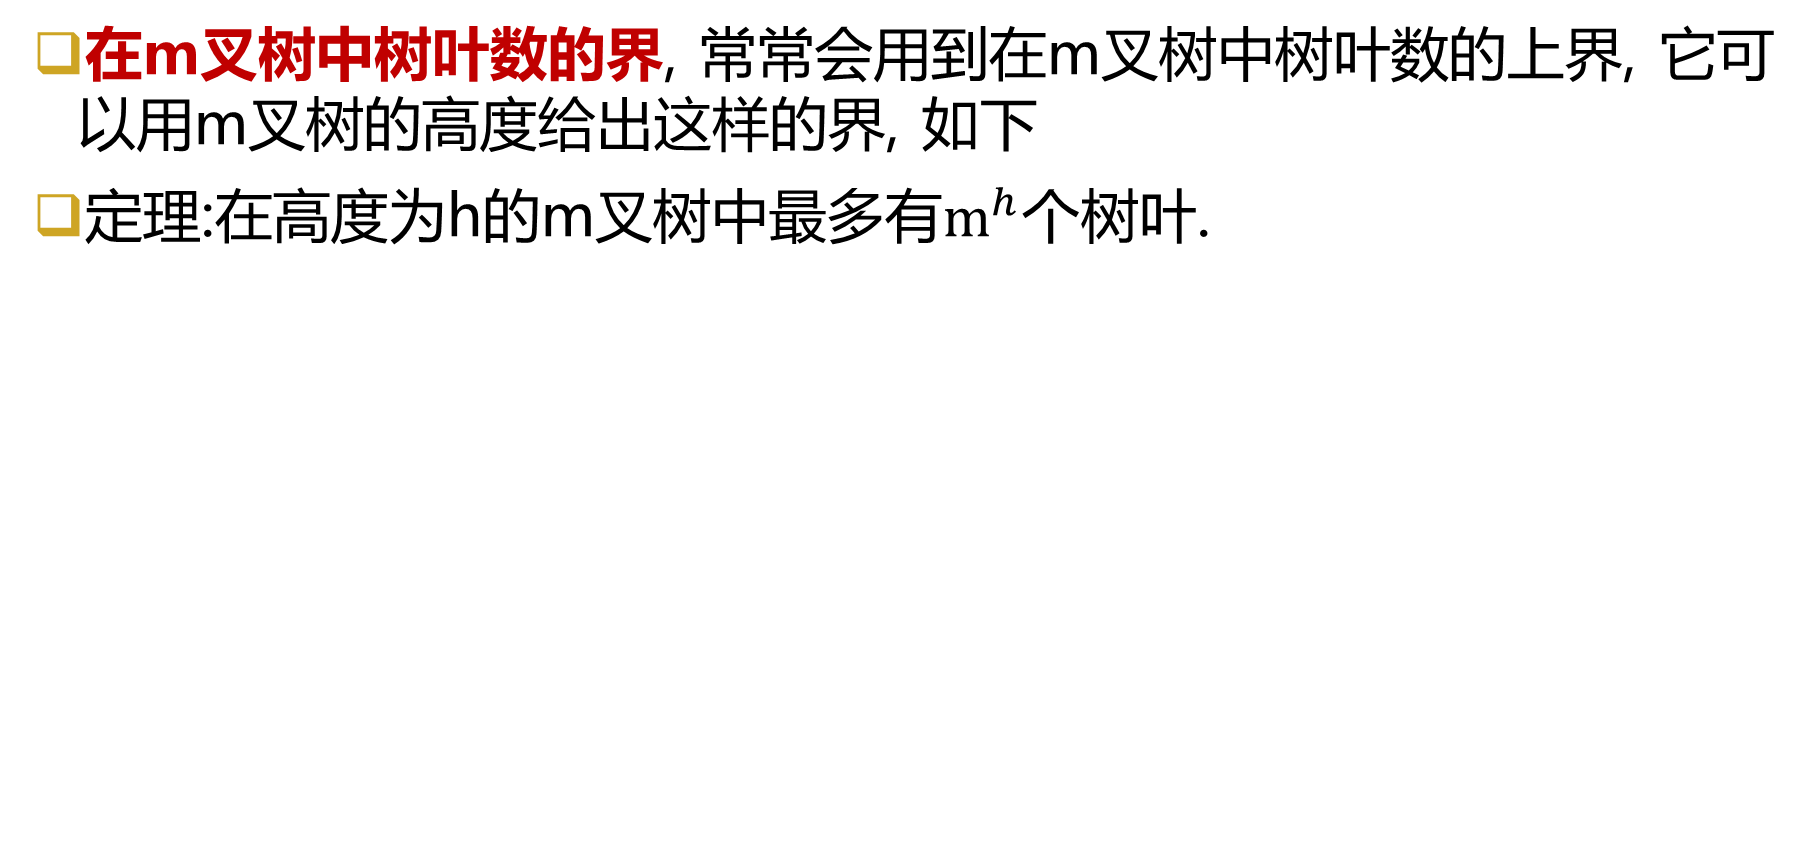 ❑在m叉树中树叶数的界, 常常会用到在m叉树中树叶数的上界, 它可
以用m叉树的高度给出这样的界, 如下
❑定理:在高度为h的m叉树中最多有m^h个树叶.